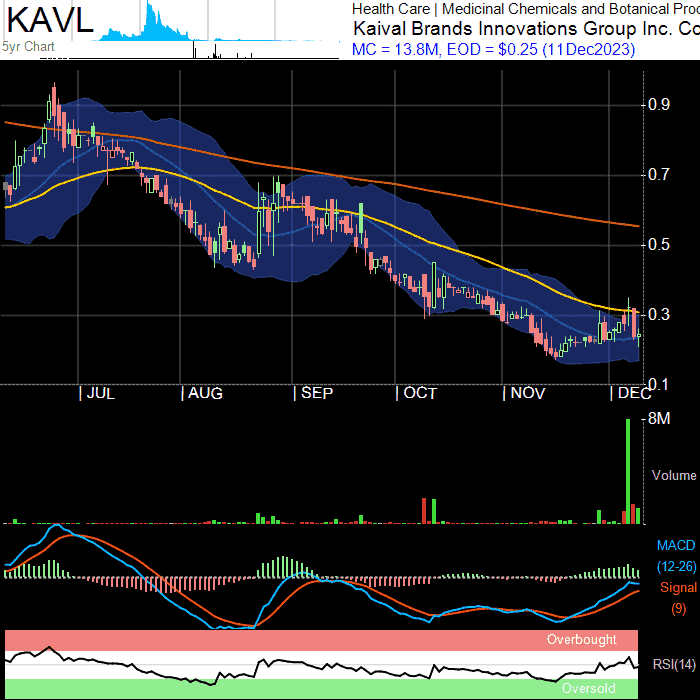 KAVL
5yr Chart
Health Care | Medicinal Chemicals and Botanical Proc
Kaival Brands Innovations Group Inc. Co
MC = 13.8M, EOD = $0.25 (11Dec2023)
0.9
0.7
0.5
0.3
0.1
JUL AUG SEP OCT NOV DEC
8M
Volume
MACD
(12-26)
Signal
(9)
Overbought
RSI(14)
Oversold